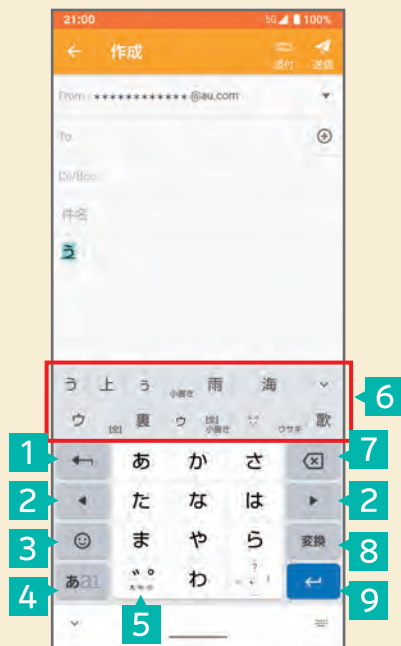 21:00 5G 100%
作成 添付 送信
From ************@au.com
To
Cc/Bcc
件名
う
う 上 ぅ 小書き 雨 海
ウ [全] 裏 ゥ [全]小書き ウサギ 歌
6
1 あ か さ 7
2 た な は 2
3 ま や ら 変換 8
4 あa1 わ 9
5